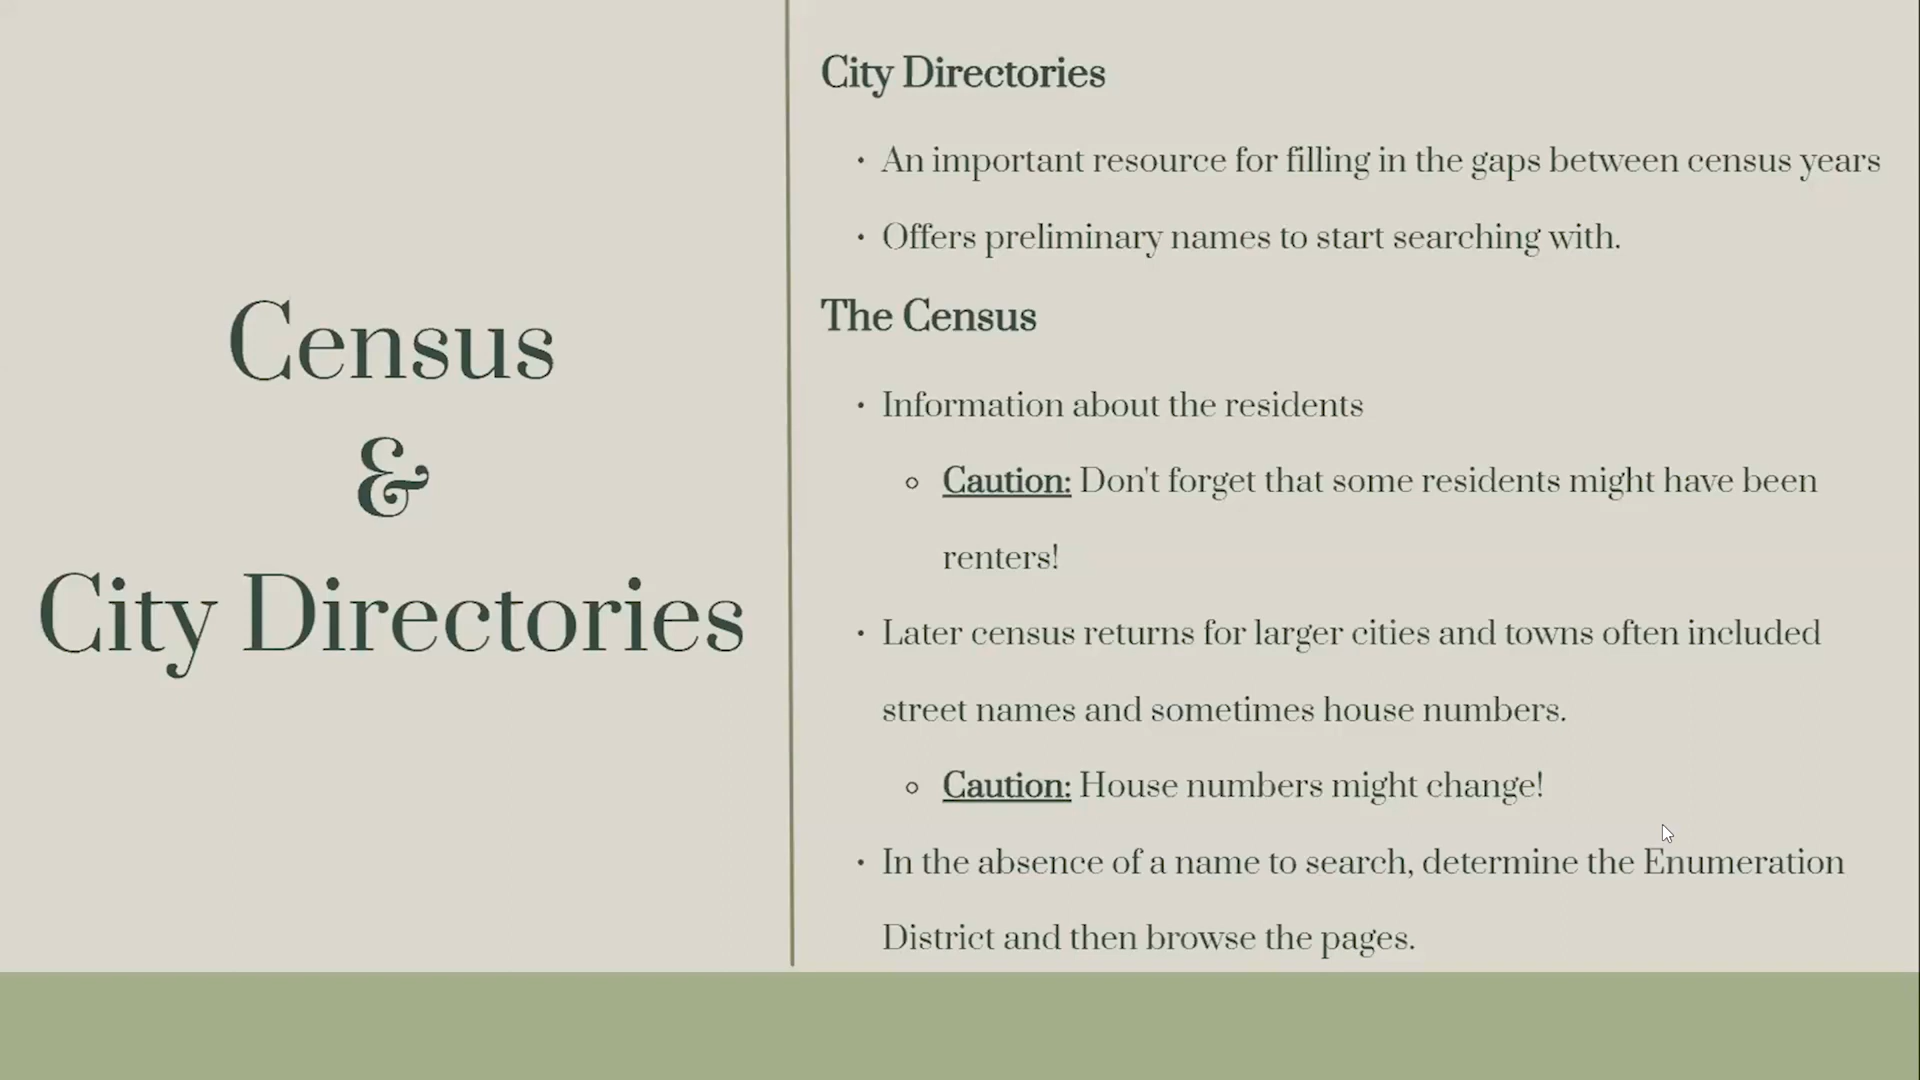 Census
&
City Directories
City Directories
• An important resource for filling in the gaps between census years
• Offers preliminary names to start searching with.
The Census
• Information about the residents
◦ Caution: Don't forget that some residents might have been
renters!
• Later census returns for larger cities and towns often included
street names and sometimes house numbers.
◦ Caution: House numbers might change!
• In the absence of a name to search, determine the Enumeration
District and then browse the pages.